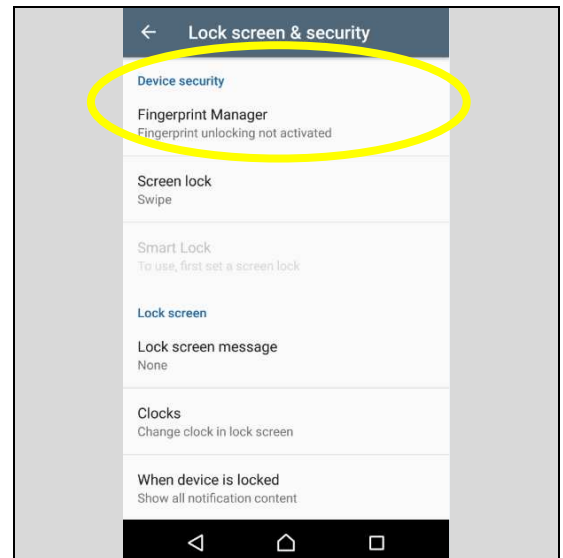 Lock screen & security
Device security
Fingerprint Manager
Fingerprint unlocking not activated
Screen lock
Swipe
Smart Lock
To use, first set a screen lock
Lock screen
Lock screen message
None
Clocks
Change clock in lock screen
When device is locked
Show all notification content